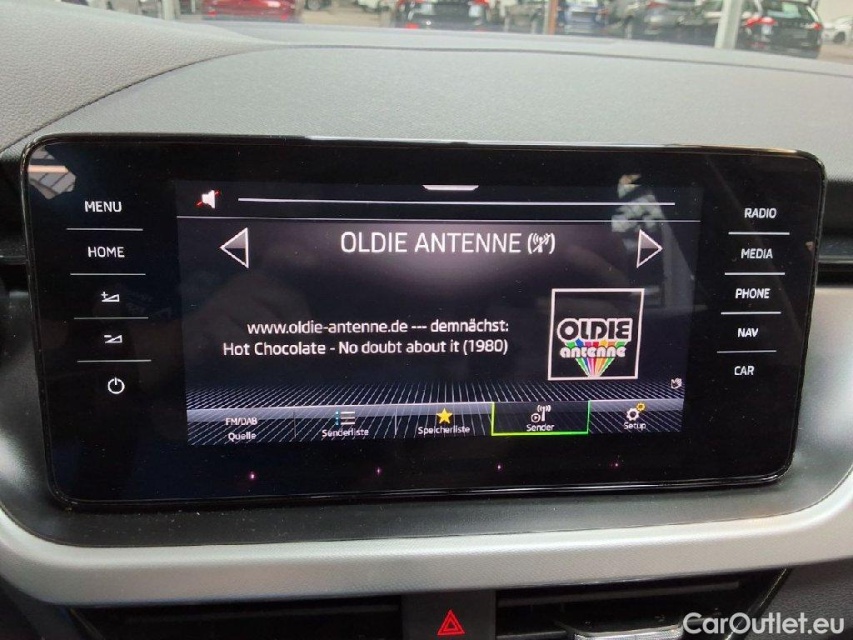 MENU
HOME
OLDIE ANTENNE
www.oldie-antenne.de --- demnächst:
Hot Chocolate - No doubt about it (1980)
OLDIE
antenne
FM/DAB
Quelle
Senderliste
Speicherliste
Sender
Setup
RADIO
MEDIA
PHONE
NAV
CAR
CarOutlet.eu